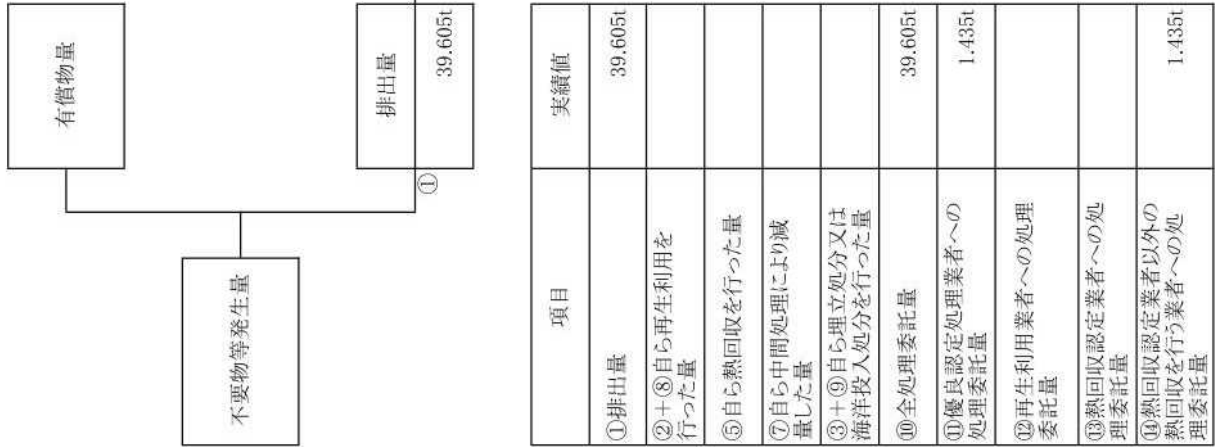 有償物量
不要物等発生量
排出量
①
39.605t
項目
実績値
①排出量
39.605t
②+⑧自ら再生利用を
行った量
⑤自ら熱回収を行った量
⑦自ら中間処理により減
量した量
③+⑨自ら埋立処分又は
海洋投入処分を行った量
⑩全処理委託量
39.605t
⑪優良認定処理業者への
処理委託量
1.435t
⑫再生利用業者への処理
委託量
⑬熱回収認定業者への処
理委託量
⑭熱回収認定業者以外の
熱回収を行う業者への処
理委託量
1.435t